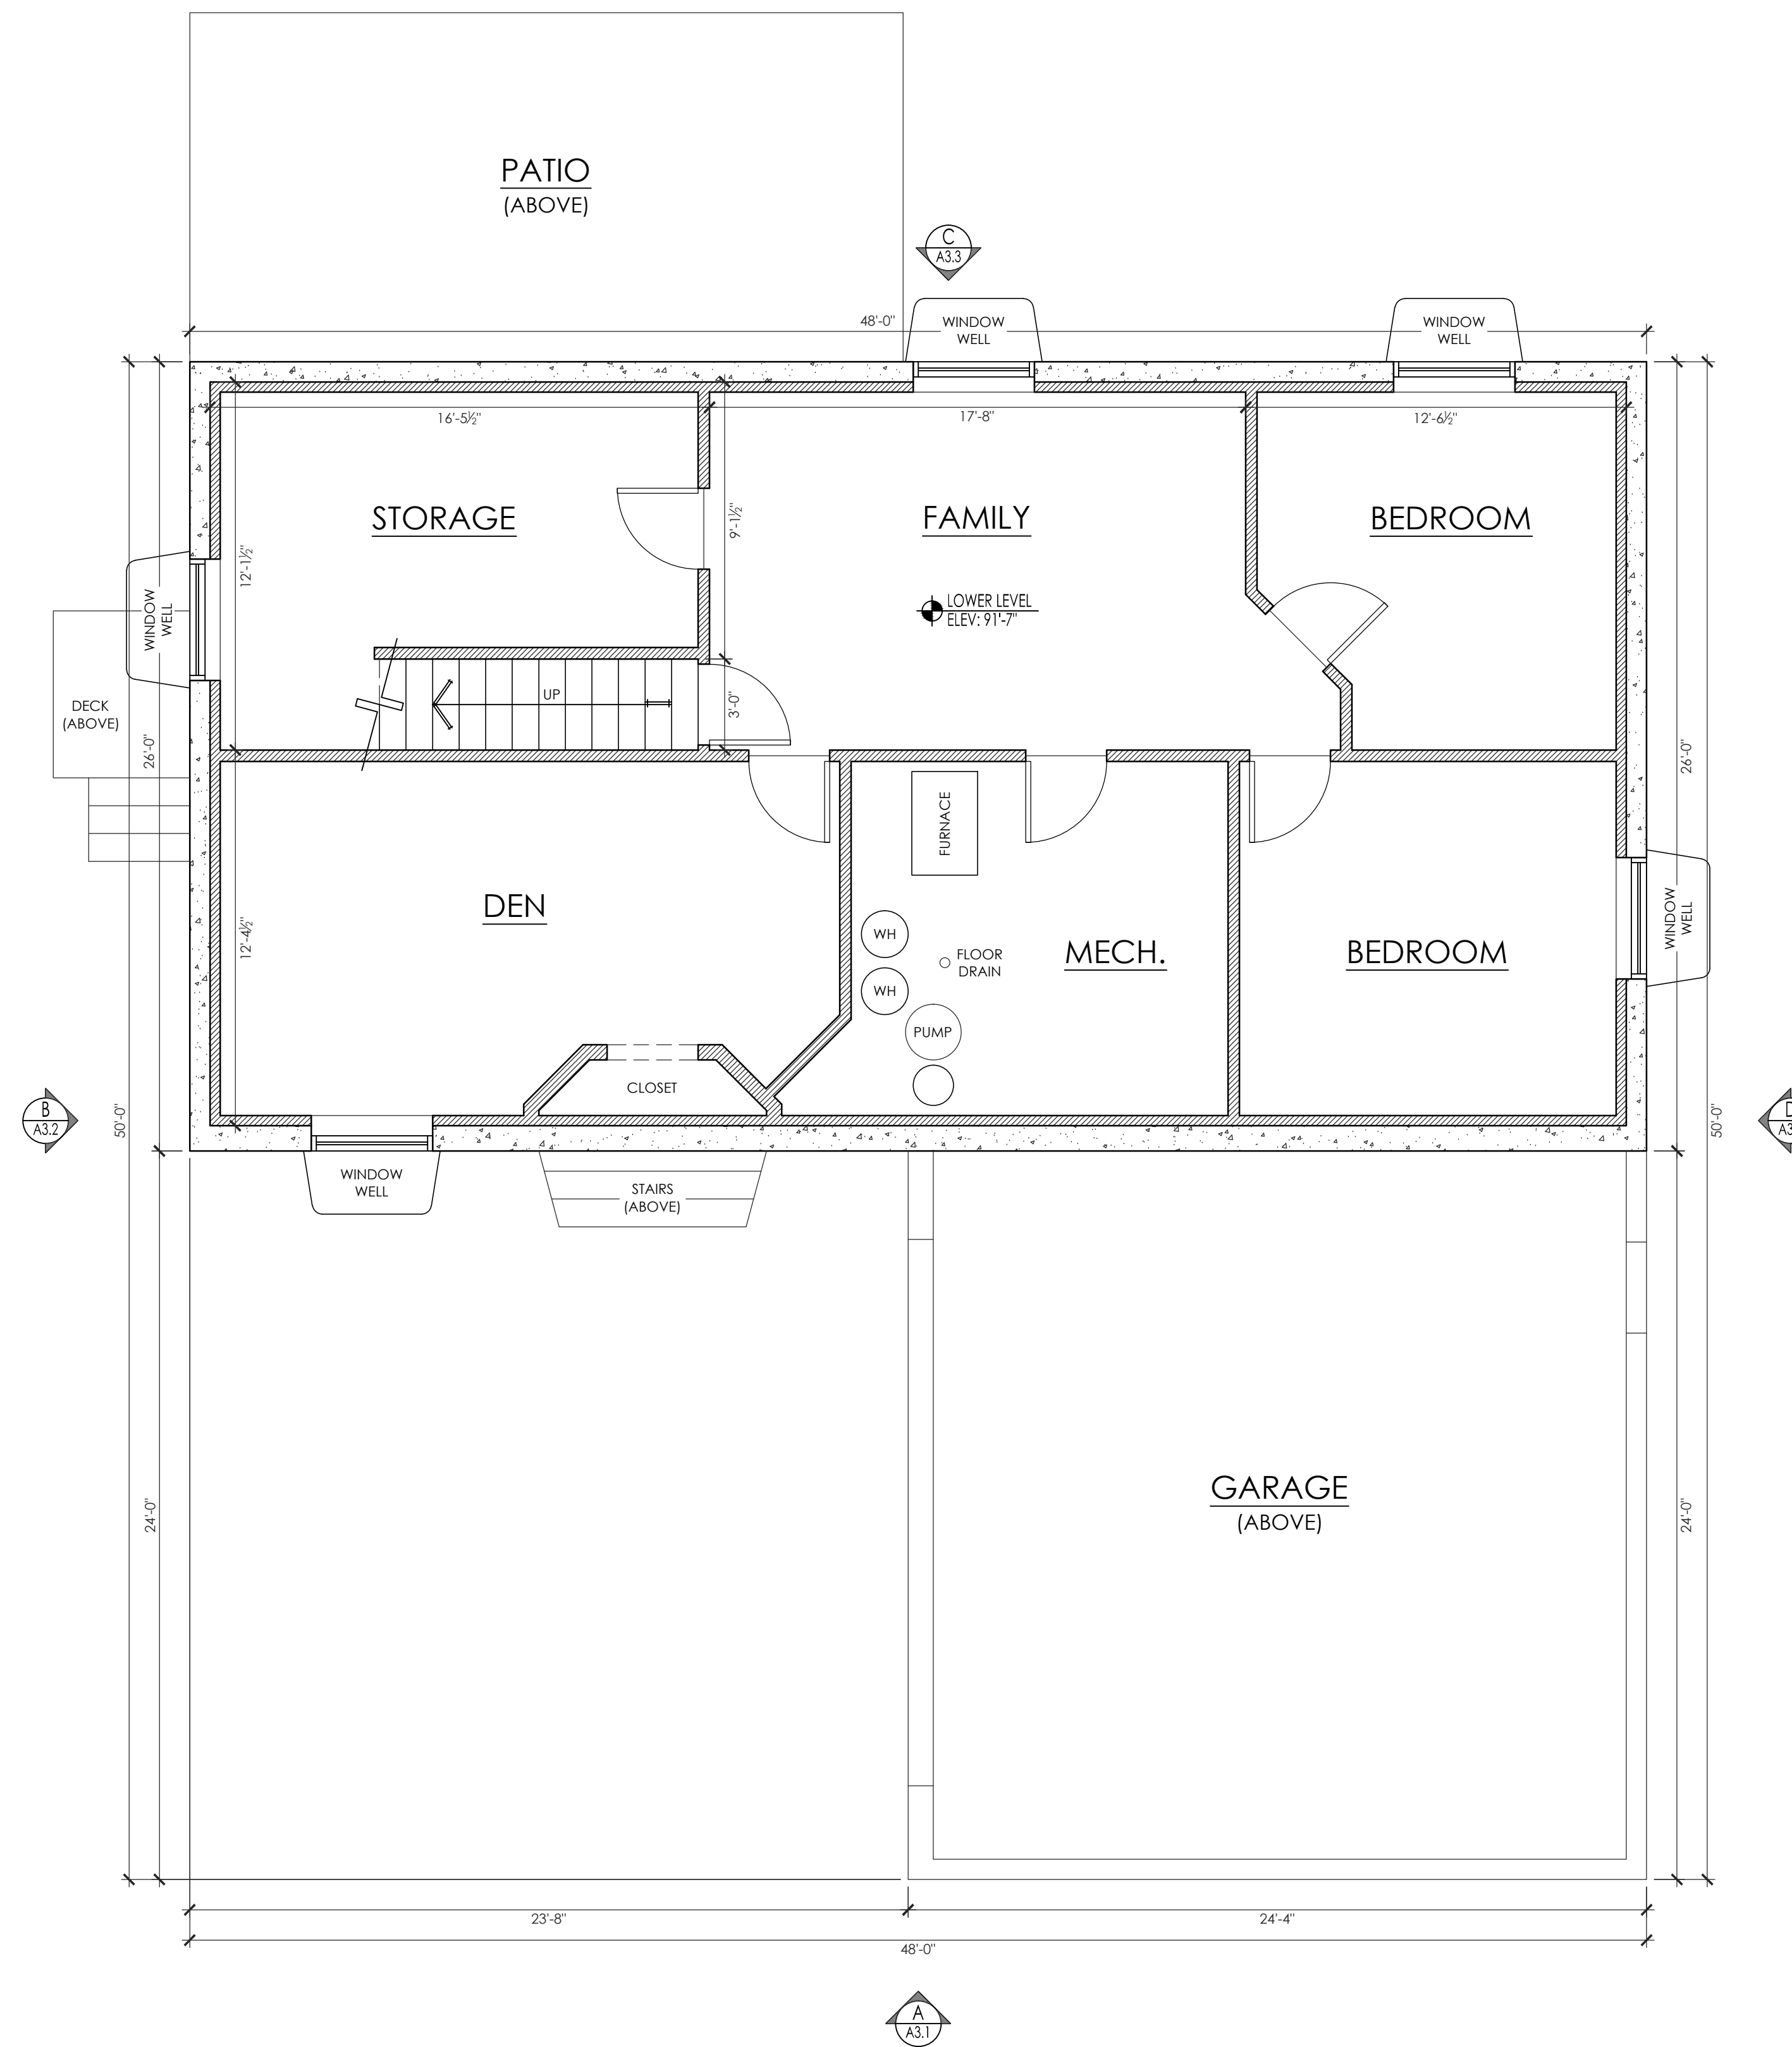 PATIO
(ABOVE)
C
A3.3
48'-0"
WINDOW
WELL
WINDOW
WELL
16'-5½"
17'-8"
12'-6½"
STORAGE
FAMILY
BEDROOM
12'-1½"
9'-1½"
WINDOW
WELL
LOWER LEVEL
ELEV: 91'-7"
DECK
(ABOVE)
UP
3'-0"
26'-0"
26'-0"
FURNACE
DEN
WH
WH
FLOOR
DRAIN
MECH.
BEDROOM
12'-4½"
WINDOW
WELL
PUMP
CLOSET
B
A3.2
50'-0"
50'-0"
WINDOW
WELL
STAIRS
(ABOVE)
GARAGE
(ABOVE)
24'-0"
24'-0"
23'-8"
24'-4"
48'-0"
A
A3.1